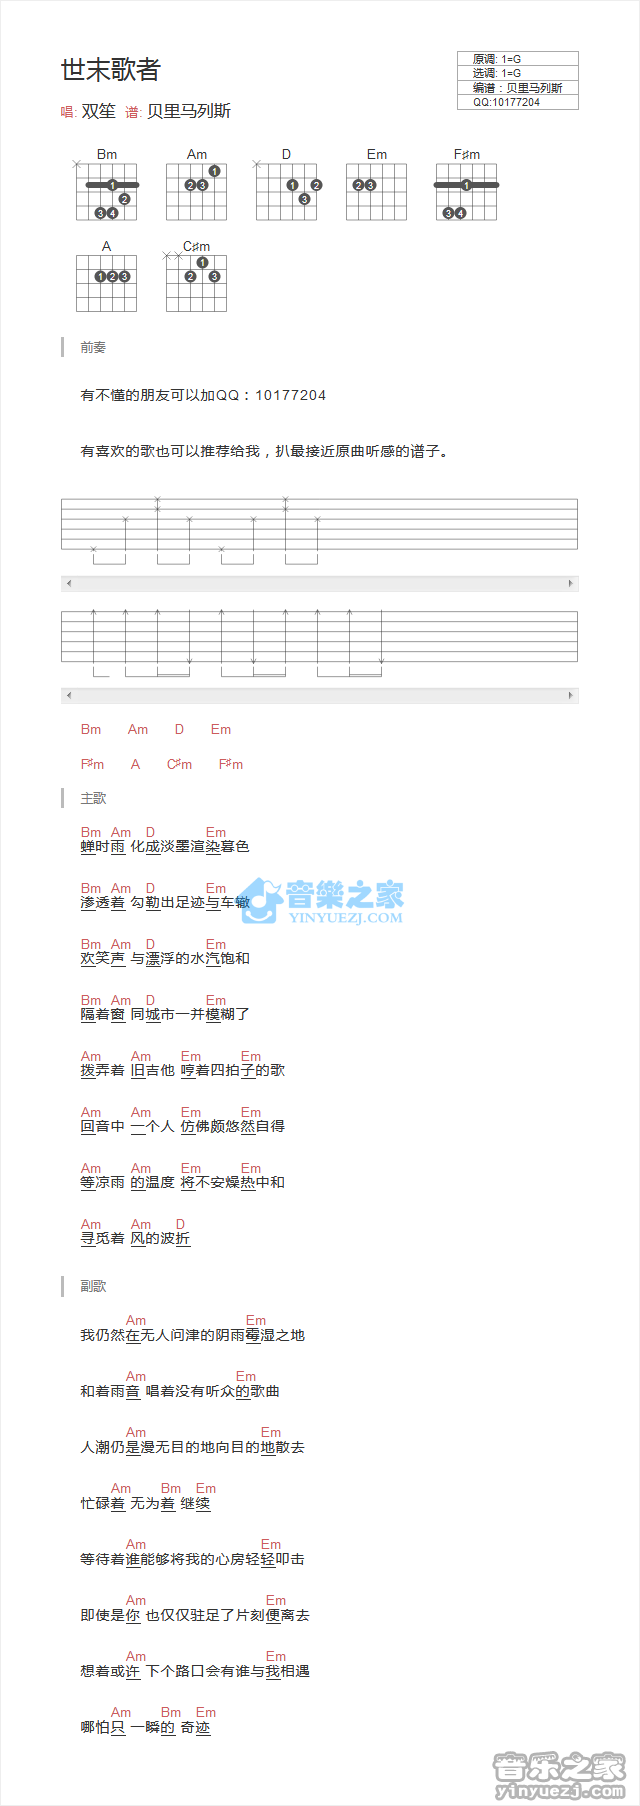 世末歌者
原调: 1=G
选调: 1=G
编谱：贝里马列斯
QQ:10177204
唱: 双笙 谱: 贝里马列斯
Bm Am D Em F♯m
A C♯m
前奏
有不懂的朋友可以加QQ：10177204
有喜欢的歌也可以推荐给我，扒最接近原曲听感的谱子。
Bm Am D Em
F♯m A C♯m F♯m
主歌
Bm Am D Em
蝉时雨 化成淡墨渲染暮色
Bm Am D Em
渗透着 勾勒出足迹与车辙
音樂之家
YINYUEZJ.COM
Bm Am D Em
欢笑声 与漂浮的水汽饱和
Bm Am D Em
隔着窗 同城市一并模糊了
Am Am Em Em
拨弄着 旧吉他 哼着四拍子的歌
Am Am Em Em
回音中 一个人 仿佛颇悠然自得
Am Am Em Em
等凉雨 的温度 将不安燥热中和
Am Am D
寻觅着 风的波折
副歌
Am Em
我仍然在无人问津的阴雨霉湿之地
Am Em
和着雨音 唱着没有听众的歌曲
Am Em
人潮仍是漫无目的地向目的地散去
Am Bm Em
忙碌着 无为着 继续
Am Em
等待着谁能够将我的心房轻轻叩击
Am Em
即使是你 也仅仅驻足了片刻便离去
Am Em
想着或许 下个路口会有谁与我相遇
Am Bm Em
哪怕只 一瞬的 奇迹
音乐之家
yinyuezj.com